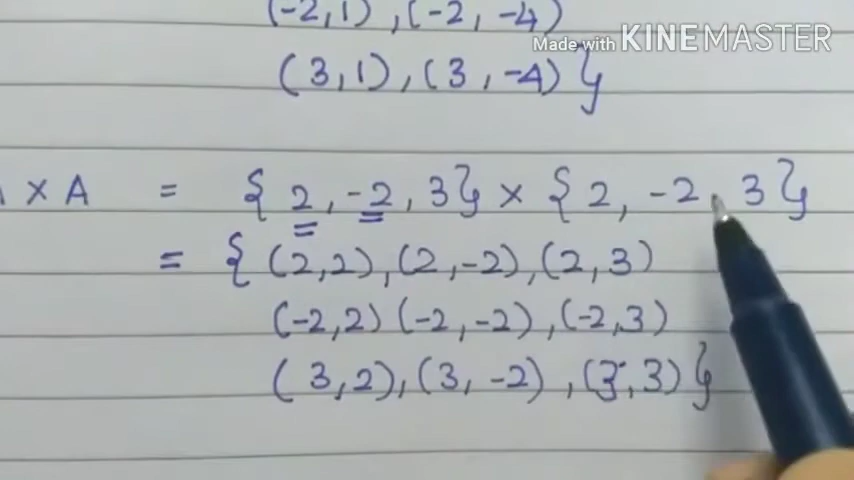 (-2,1),(-2,-4)
Made with KINEMASTER
(3,1),(3,-4)}
A × A = {2,-2,3} × {2,-2,3}
= {(2,2),(2,-2),(2,3)
(-2,2)(-2,-2),(-2,3)
(3,2),(3,-2),(3,3)}